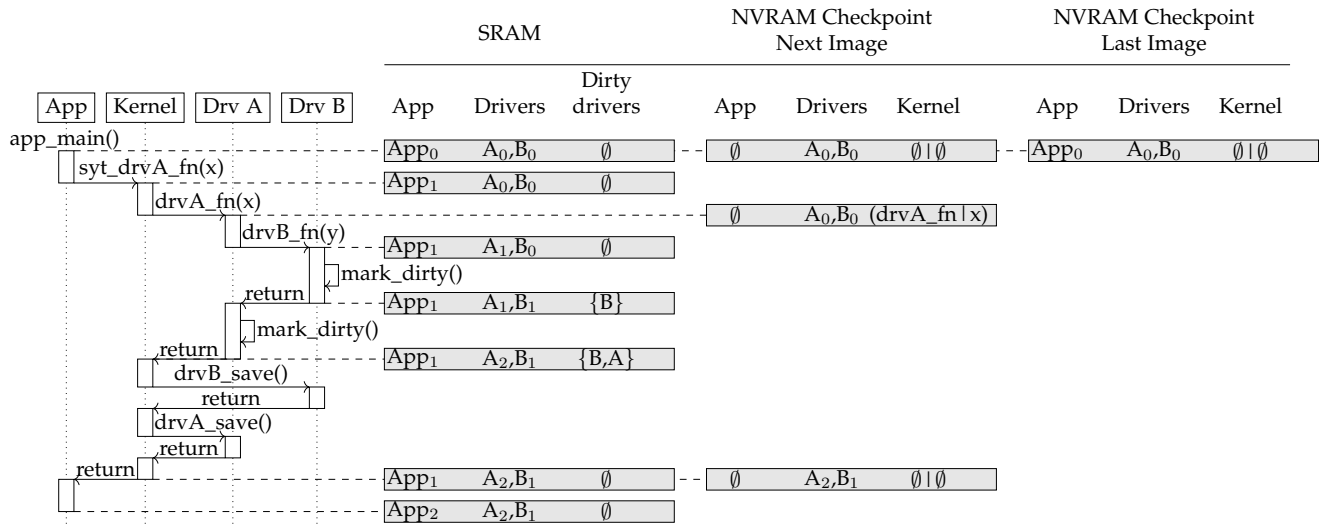 SRAM
NVRAM Checkpoint
Next Image
NVRAM Checkpoint
Last Image
App Kernel Drv A Drv B
App Drivers Dirty
drivers
App Drivers Kernel
App Drivers Kernel
app_main()
App₀ A₀,B₀ ∅
∅ A₀,B₀ ∅|∅
App₀ A₀,B₀ ∅|∅
syt_drvA_fn(x)
App₁ A₀,B₀ ∅
drvA_fn(x)
∅ A₀,B₀ (drvA_fn|x)
drvB_fn(y)
App₁ A₁,B₀ ∅
mark_dirty()
return
App₁ A₁,B₁ {B}
mark_dirty()
return
App₁ A₂,B₁ {B,A}
drvB_save()
return
drvA_save()
return
return
App₁ A₂,B₁ ∅
∅ A₂,B₁ ∅|∅
App₂ A₂,B₁ ∅